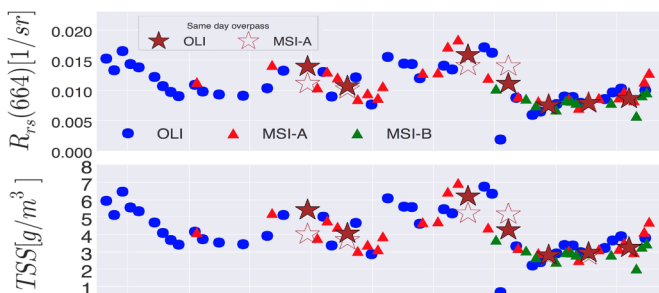 R_rs(664)[1/sr]
0.020
0.015
0.010
0.005
0.000
Same day overpass
OLI MSI-A
OLI MSI-A MSI-B
TSS[g/m³]
8
7
6
5
4
3
2
1